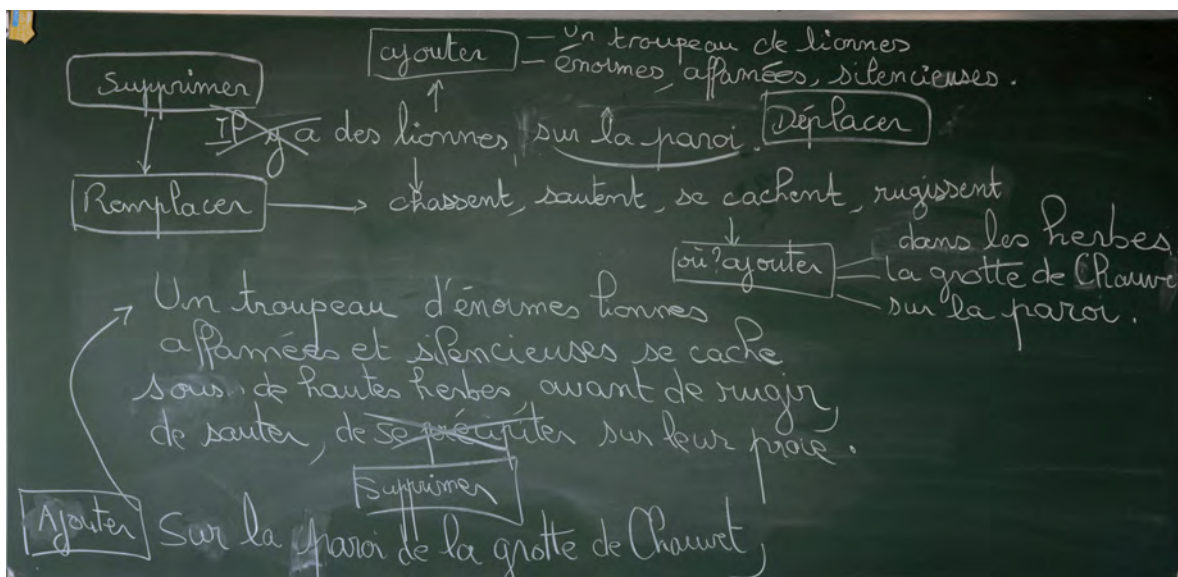 ajouter — un troupeau de lionnes
— énormes, affamées, silencieuses.
Supprimer
Il y a des lionnes sur la paroi. Déplacer
Remplacer → chassent, sautent, se cachent, rugissent
où? ajouter
dans les herbes
la grotte de Chauve
sur la paroi.
Un troupeau d'énormes lionnes
affamées et silencieuses se cache
sous de hautes herbes avant de rugir,
de sauter, de se précipiter sur leur proie.
Supprimer
Ajouter Sur la paroi de la grotte de Chauvet,